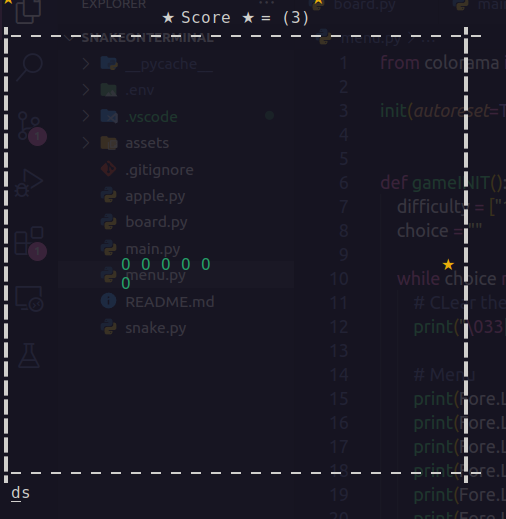 EXPLORER
board.py
mai
★ Score ★ = (3)
SNAKEONTERMINAL
menu.py
__pycache__
.env
.vscode
assets
.gitignore
apple.py
board.py
main.py
menu.py
README.md
snake.py
0 0 0 0 0
0
1 from colorama
2
3 init(autoreset=T
4
5
6 def gameINIT():
7 difficulty = ["
8 choice = ""
9
10 while choice n
11 # CLear the
12 print("\033
13
14 # Menu
15 print(Fore.L
16 print(Fore.L
17 print(Fore.L
18 print(Fore.L
19 print(Fore.L
20 print(Fore.L
1
1
ds